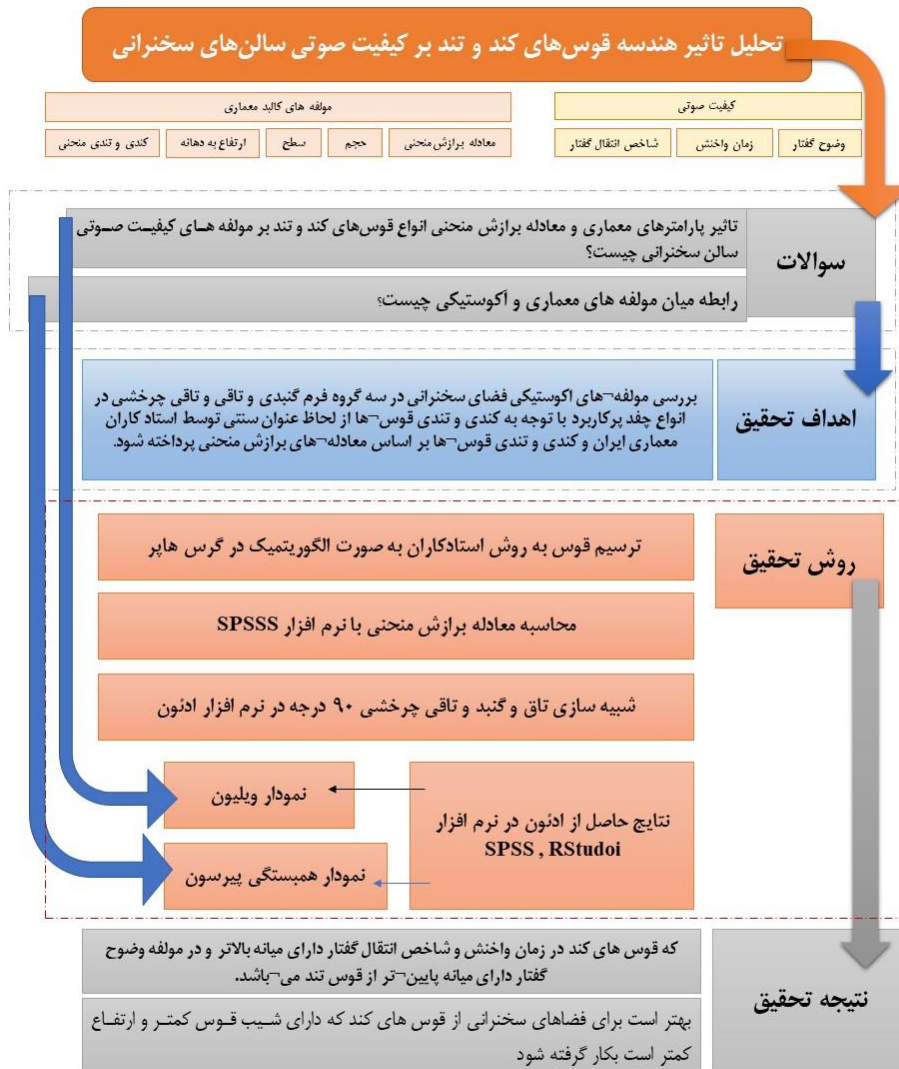 تحلیل تاثیر هندسه قوس‌های کند و تند بر کیفیت صوتی سالن‌های سخنرانی
کیفیت صوتی
وضوح گفتار
زمان واخنش
شاخص انتقال گفتار
مولفه های کالبد معماری
معادله برازش منحنی
حجم
سطح
ارتفاع به دهانه
کندی و تندی منحنی
سوالات
تاثیر پارامترهای معماری و معادله برازش منحنی انواع قوس‌های کند و تند بر مولفه هـای کیفیـت صـوتی
سالن سخنرانی چیست؟
رابطه میان مولفه های معماری و آکوستیکی چیست؟
اهداف تحقیق
بررسی مولفه¬های اکوستیکی فضای سخنرانی در سه گروه فرم گنبدی و تاقی و تاقی چرخشی در
انواع چفد پرکاربرد با توجه به کندی و تندی قوس¬ها از لحاظ عنوان سنتی توسط استاد کاران
معماری ایران و کندی و تندی قوس¬ها بر اساس معادله¬های برازش منحنی پرداخته شود.
روش تحقیق
ترسیم قوس به روش استادکاران به صورت الگوریتمیک در گرس هاپر
محاسبه معادله برازش منحنی با نرم افزار SPSSS
شبیه سازی تاق و گنبد و تاقی چرخشی ۹۰ درجه در نرم افزار ادئون
نتایج حاصل از ادئون در نرم افزار
SPSS , RStudoi
نمودار ویلیون
نمودار همبستگی پیرسون
نتیجه تحقیق
که قوس های کند در زمان واخنش و شاخص انتقال گفتار دارای میانه بالاتر و در مولفه وضوح
گفتار دارای میانه پایین¬تر از قوس تند می¬باشد.
بهتر است برای فضاهای سخنرانی از قوس های کند که دارای شـیب قـوس کمتـر و ارتفـاع
کمتر است بکار گرفته شود